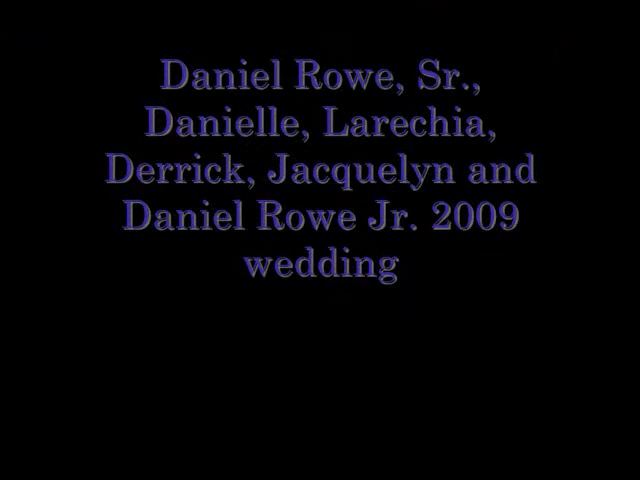 Daniel Rowe, Sr.,
Danielle, Larechia,
Derrick, Jacquelyn and
Daniel Rowe Jr. 2009
wedding